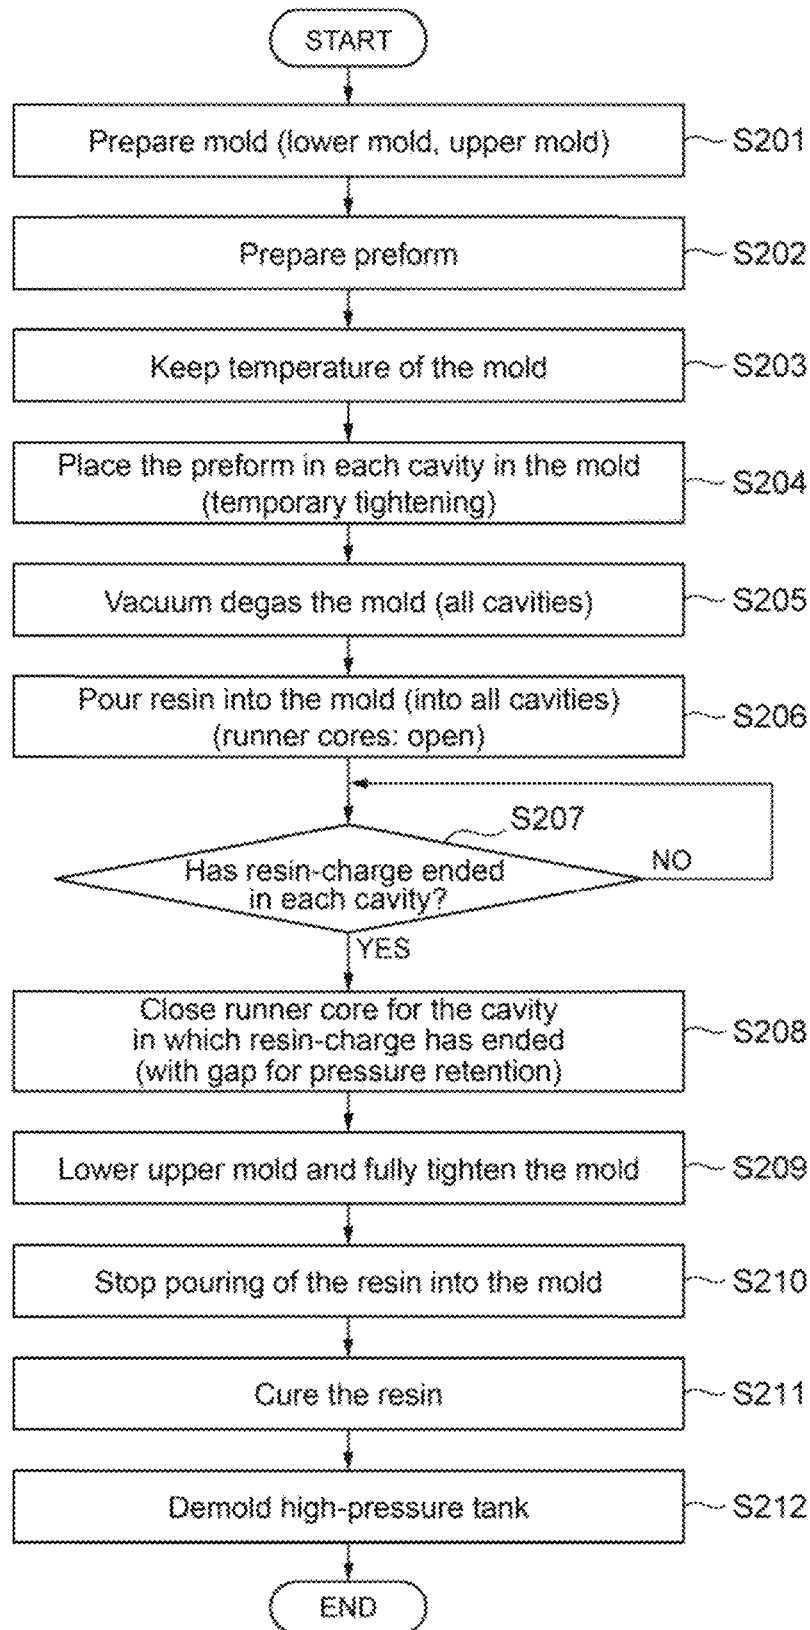 START
Prepare mold (lower mold, upper mold)
S201
Prepare preform
S202
Keep temperature of the mold
S203
Place the preform in each cavity in the mold
(temporary tightening)
S204
Vacuum degas the mold (all cavities)
S205
Pour resin into the mold (into all cavities)
(runner cores: open)
S206
S207
Has resin-charge ended
in each cavity?
NO
YES
Close runner core for the cavity
in which resin-charge has ended
(with gap for pressure retention)
S208
Lower upper mold and fully tighten the mold
S209
Stop pouring of the resin into the mold
S210
Cure the resin
S211
Demold high-pressure tank
S212
END